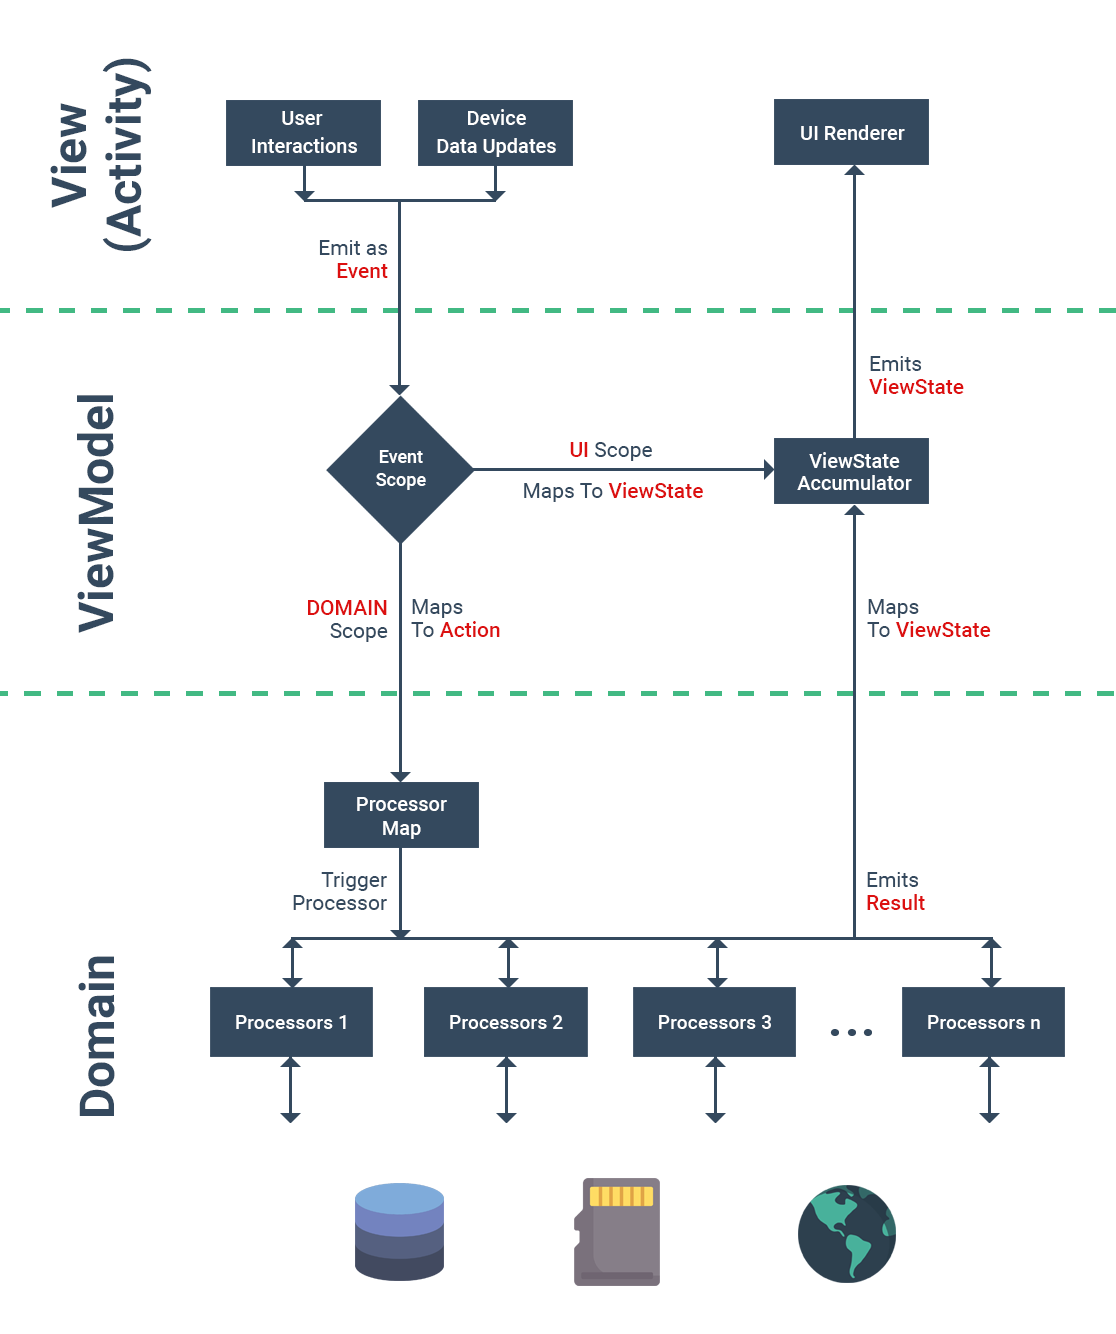 View
(Activity)
User
Interactions
Device
Data Updates
UI Renderer
Emit as
Event
ViewModel
Emits
ViewState
Event
Scope
UI Scope
Maps To ViewState
ViewState
Accumulator
DOMAIN
Scope
Maps
To Action
Maps
To ViewState
Domain
Processor
Map
Trigger
Processor
Emits
Result
Processors 1
Processors 2
Processors 3
...
Processors n